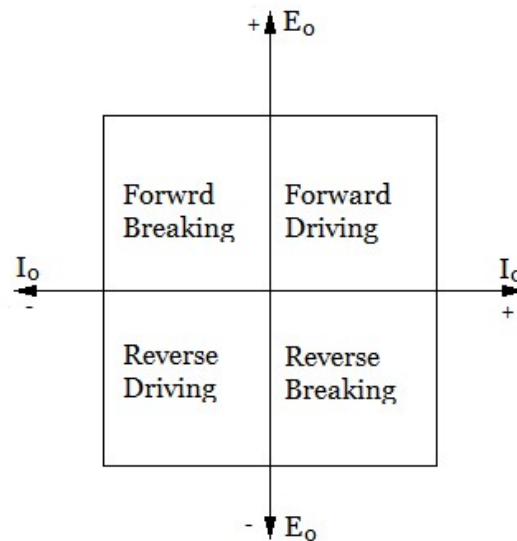 + Eₒ
Forwrd
Breaking
Forward
Driving
Iₒ
-
Iₒ
+
Reverse
Driving
Reverse
Breaking
- Eₒ